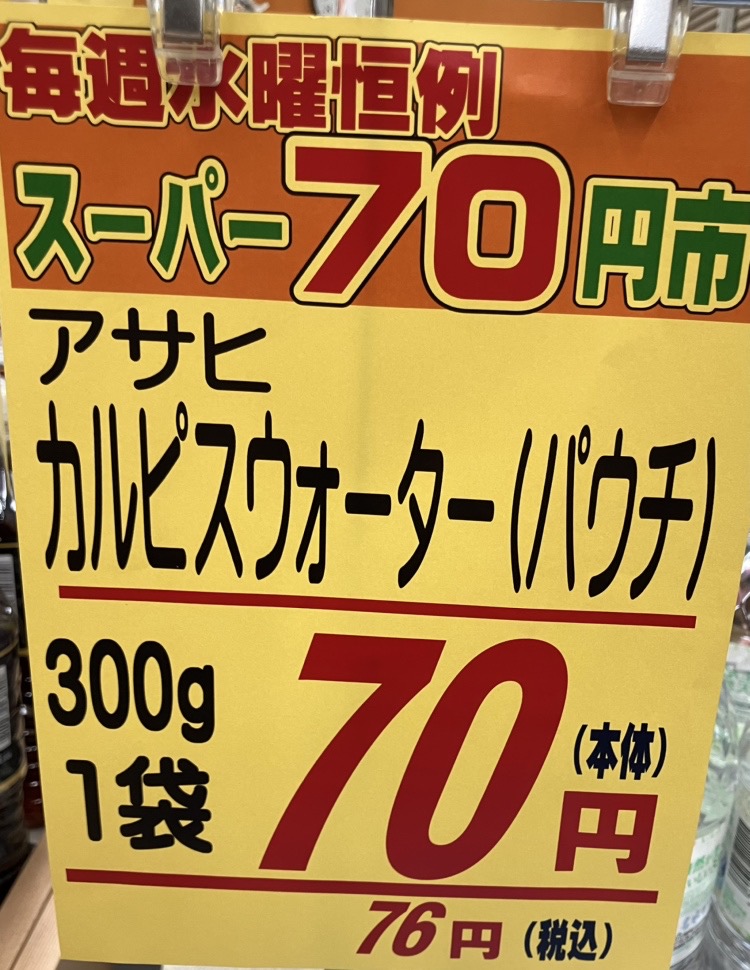 毎週水曜恒例
スーパー70円市
アサヒ
カルピスウォーター(パウチ)
300g
1袋
70円
(本体)
76円(税込)